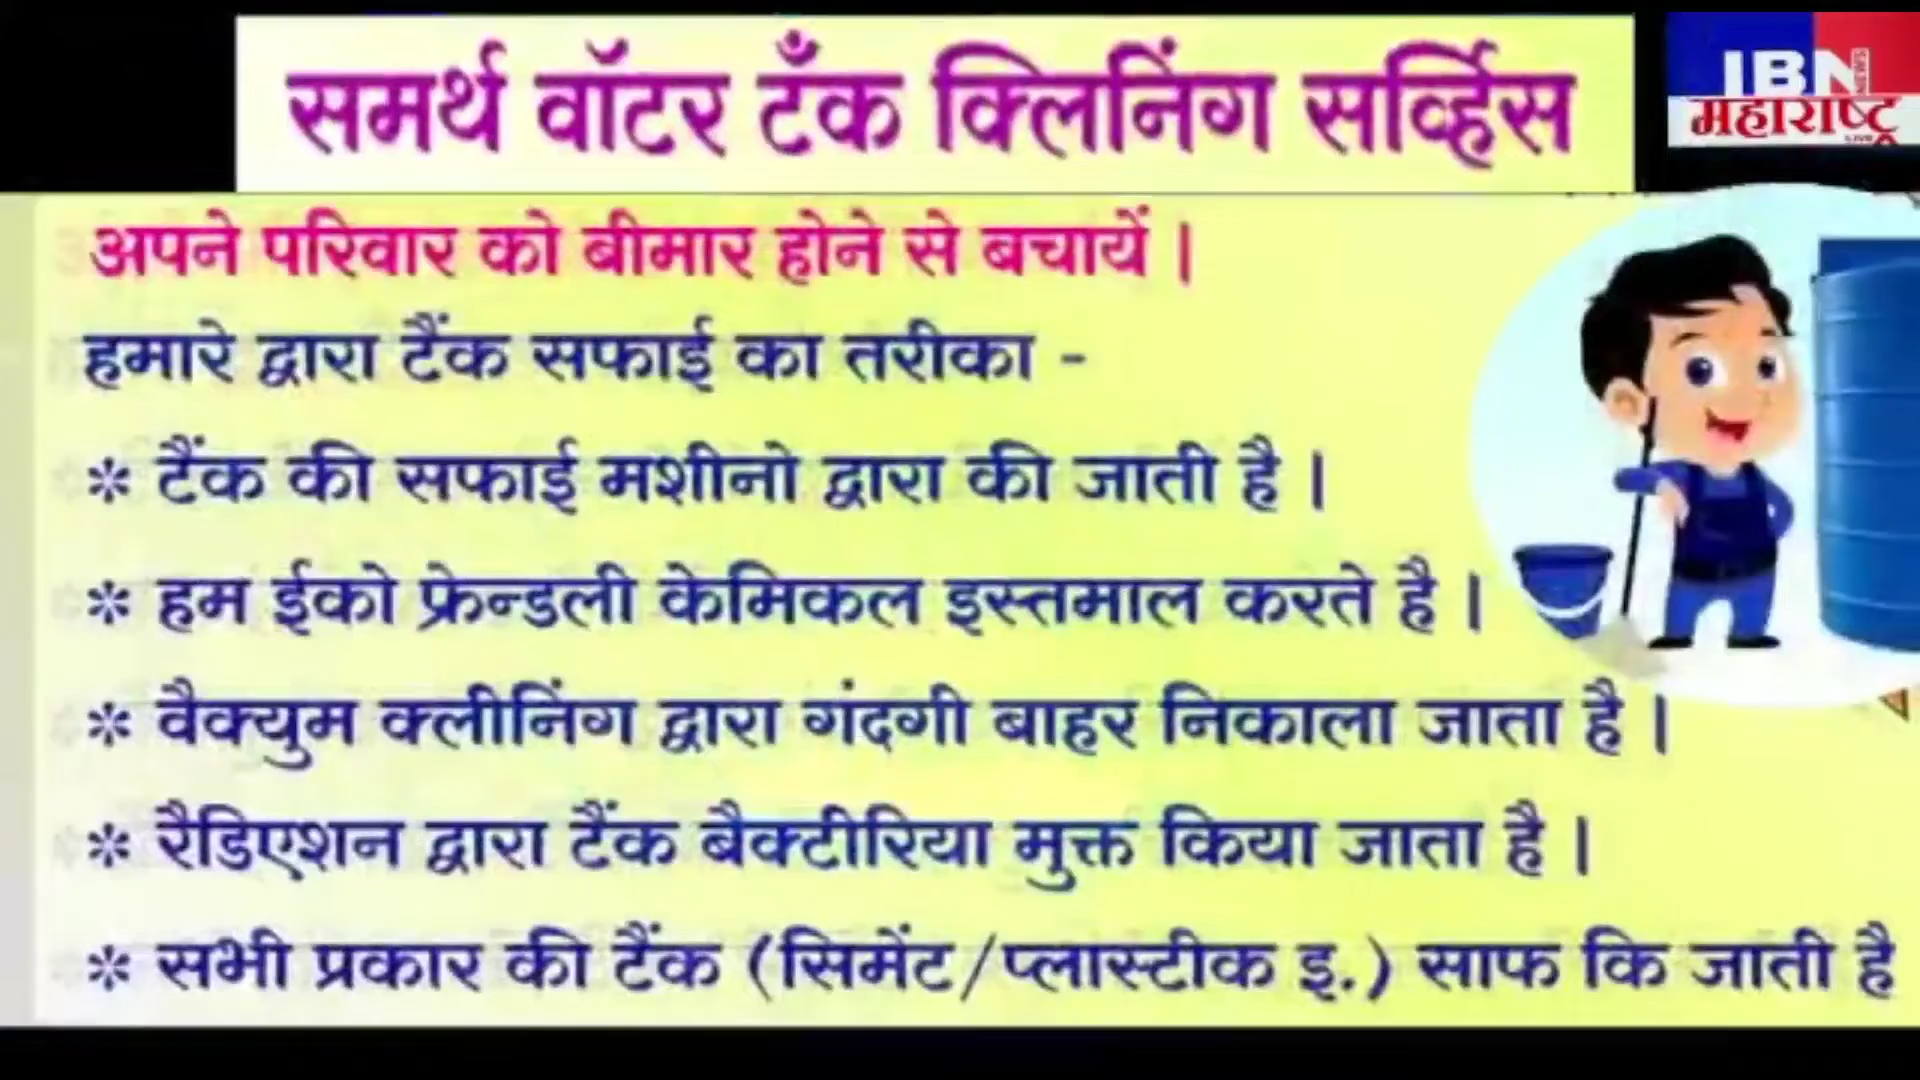 समर्थ वॉटर टँक क्लिनिंग सर्व्हिस
IBN
NEWS
महाराष्ट्र
अपने परिवार को बीमार होने से बचायें |
हमारे द्वारा टैंक सफाई का तरीका -
* टैंक की सफाई मशीनो द्वारा की जाती है |
* हम ईको फ्रेन्डली केमिकल इस्तमाल करते है |
* वैक्युम क्लीनिंग द्वारा गंदगी बाहर निकाला जाता है |
* रैडिएशन द्वारा टैंक बैक्टीरिया मुक्त किया जाता है |
* सभी प्रकार की टैंक (सिमेंट/प्लास्टीक इ.) साफ कि जाती है